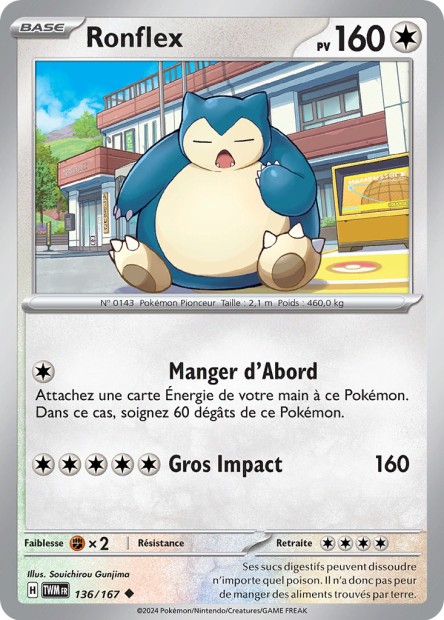 BASE Ronflex PV 160
N° 0143 Pokémon Pionceur Taille : 2,1 m Poids : 460,0 kg
Manger d'Abord
Attachez une carte Énergie de votre main à ce Pokémon.
Dans ce cas, soignez 60 dégâts de ce Pokémon.
Gros Impact 160
Faiblesse ×2 Résistance Retraite
Illus. Souichirou Gunjima
Ses sucs digestifs peuvent dissoudre
n'importe quel poison. Il n'a donc pas peur
de manger des aliments trouvés par terre.
H TWM FR 136/167
©2024 Pokémon/Nintendo/Creatures/GAME FREAK